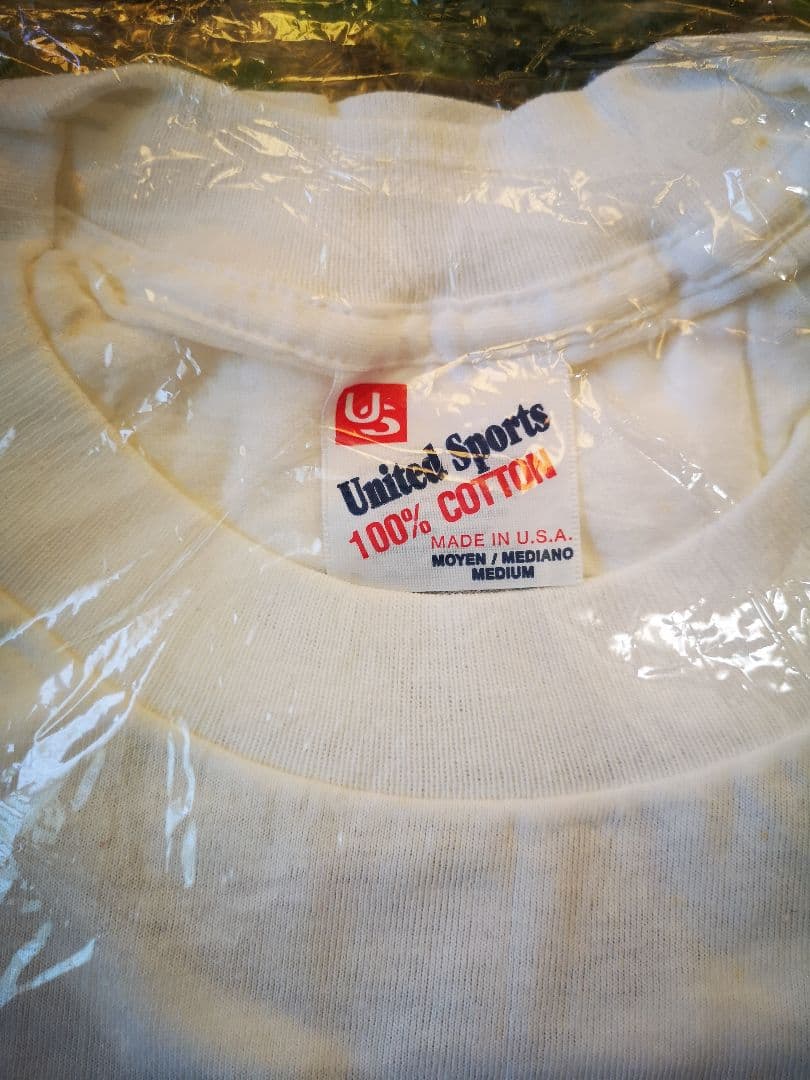 US
United Sports
100% COTTON
MADE IN U.S.A.
MOYEN / MEDIANO
MEDIUM